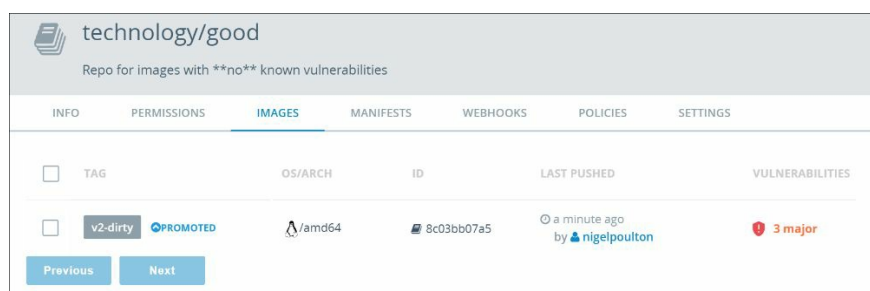 technology/good
Repo for images with **no** known vulnerabilities
INFO PERMISSIONS IMAGES MANIFESTS WEBHOOKS POLICIES SETTINGS
TAG OS/ARCH ID LAST PUSHED VULNERABILITIES
v2-dirty PROMOTED /amd64 8c03bb07a5 a minute ago 3 major
by nigelpoulton
Previous Next